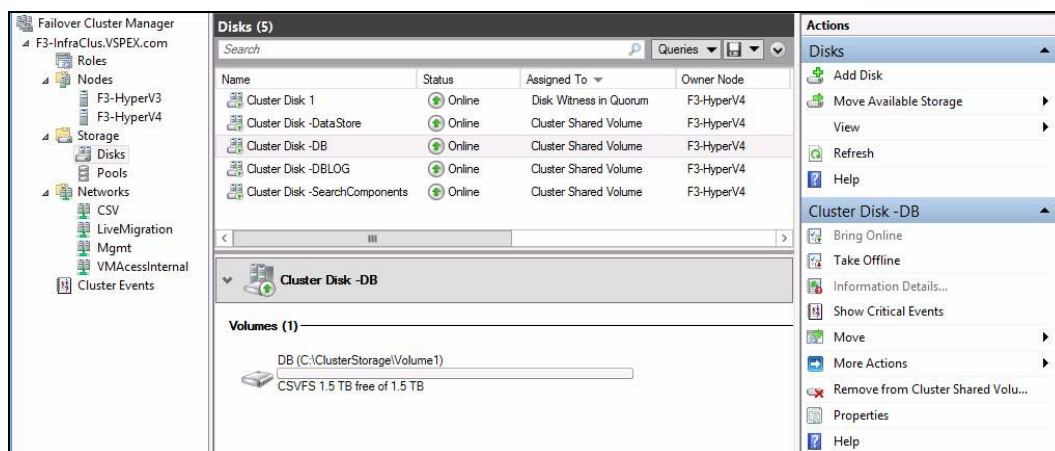 Failover Cluster Manager
F3-InfraClus.VSPEX.com
Roles
Nodes
F3-HyperV3
F3-HyperV4
Storage
Disks
Pools
Networks
CSV
LiveMigration
Mgmt
VMAcessInternal
Cluster Events
Disks (5)
Search
Queries
Name Status Assigned To Owner Node
Cluster Disk 1 Online Disk Witness in Quorum F3-HyperV4
Cluster Disk -DataStore Online Cluster Shared Volume F3-HyperV4
Cluster Disk -DB Online Cluster Shared Volume F3-HyperV4
Cluster Disk -DBLOG Online Cluster Shared Volume F3-HyperV4
Cluster Disk -SearchComponents Online Cluster Shared Volume F3-HyperV4
Cluster Disk -DB
Volumes (1)
DB (C:\ClusterStorage\Volume1)
CSVFS 1.5 TB free of 1.5 TB
Actions
Disks
Add Disk
Move Available Storage
View
Refresh
Help
Cluster Disk -DB
Bring Online
Take Offline
Information Details...
Show Critical Events
Move
More Actions
Remove from Cluster Shared Volu...
Properties
Help